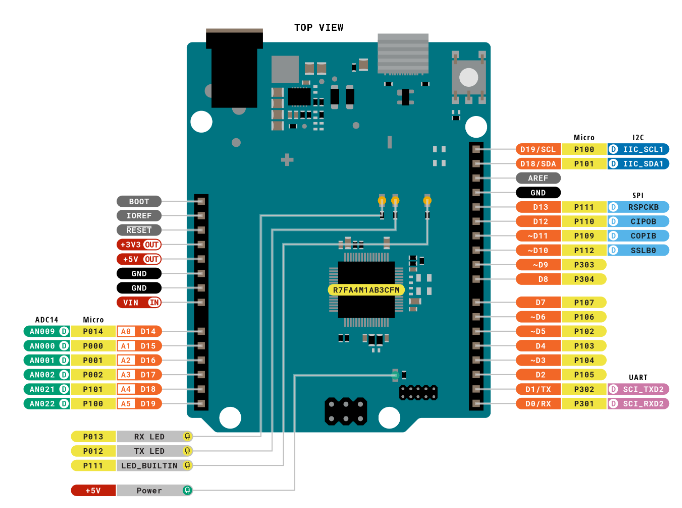 TOP VIEW
Micro I2C
D19/SCL P100 D IIC_SCL1
D18/SDA P101 D IIC_SDA1
AREF
GND
SPI
D13 P111 D RSPCKB
D12 P110 D CIPOB
~D11 P109 D COPIB
~D10 P112 D SSLB0
~D9 P303
D8 P304
D7 P107
~D6 P106
~D5 P102
D4 P103
~D3 P104
D2 P105
UART
D1/TX P302 D SCI_TXD2
D0/RX P301 D SCI_RXD2
BOOT
IOREF
RESET
+3V3 OUT
+5V OUT
GND
GND
VIN IN
R7FA4M1AB3CFM
ADC14 Micro
AN009 D P014 A0 D14
AN000 D P000 A1 D15
AN001 D P001 A2 D16
AN002 D P002 A3 D17
AN021 D P101 A4 D18
AN022 D P100 A5 D19
P013 RX LED
P012 TX LED
P111 LED_BUILTIN
+5V Power